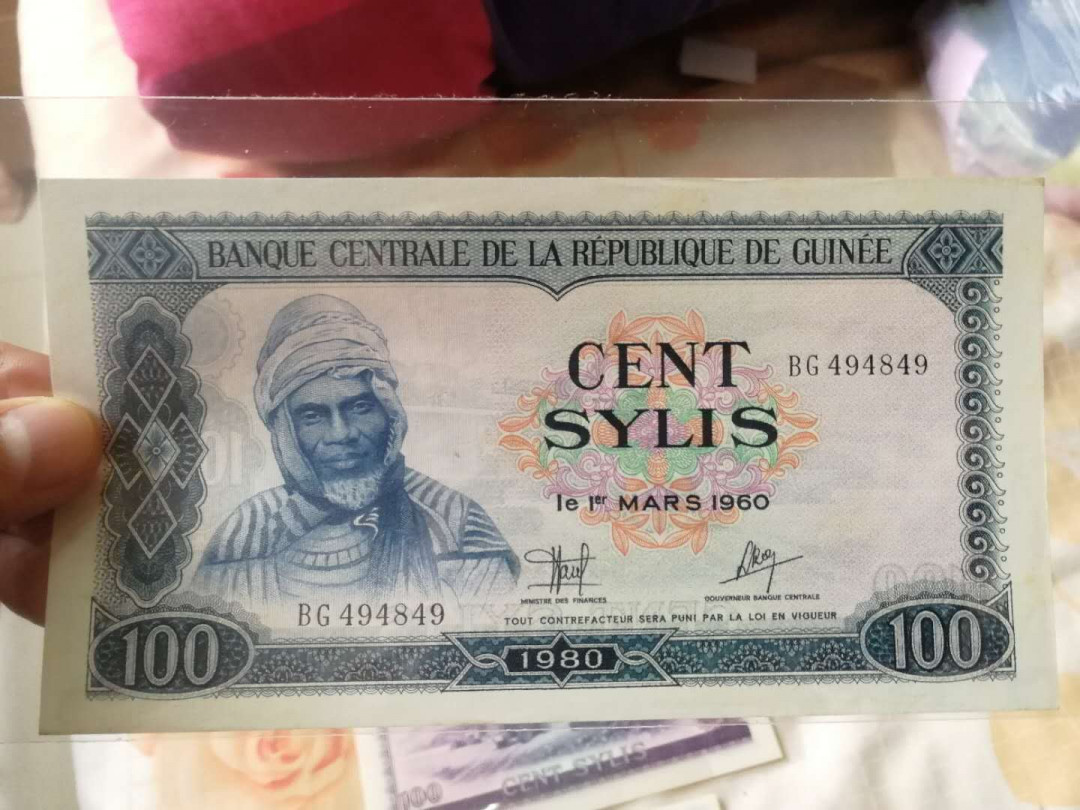 BANQUE CENTRALE DE LA RÉPUBLIQUE DE GUINÉE
CENT
SYLIS
BG 494849
le 1er MARS 1960
MINISTRE DES FINANCES
GOUVERNEUR BANQUE CENTRALE
BG 494849
TOUT CONTREFACTEUR SERA PUNI PAR LA LOI EN VIGUEUR
100
1980
100
100
CENT SYLIS